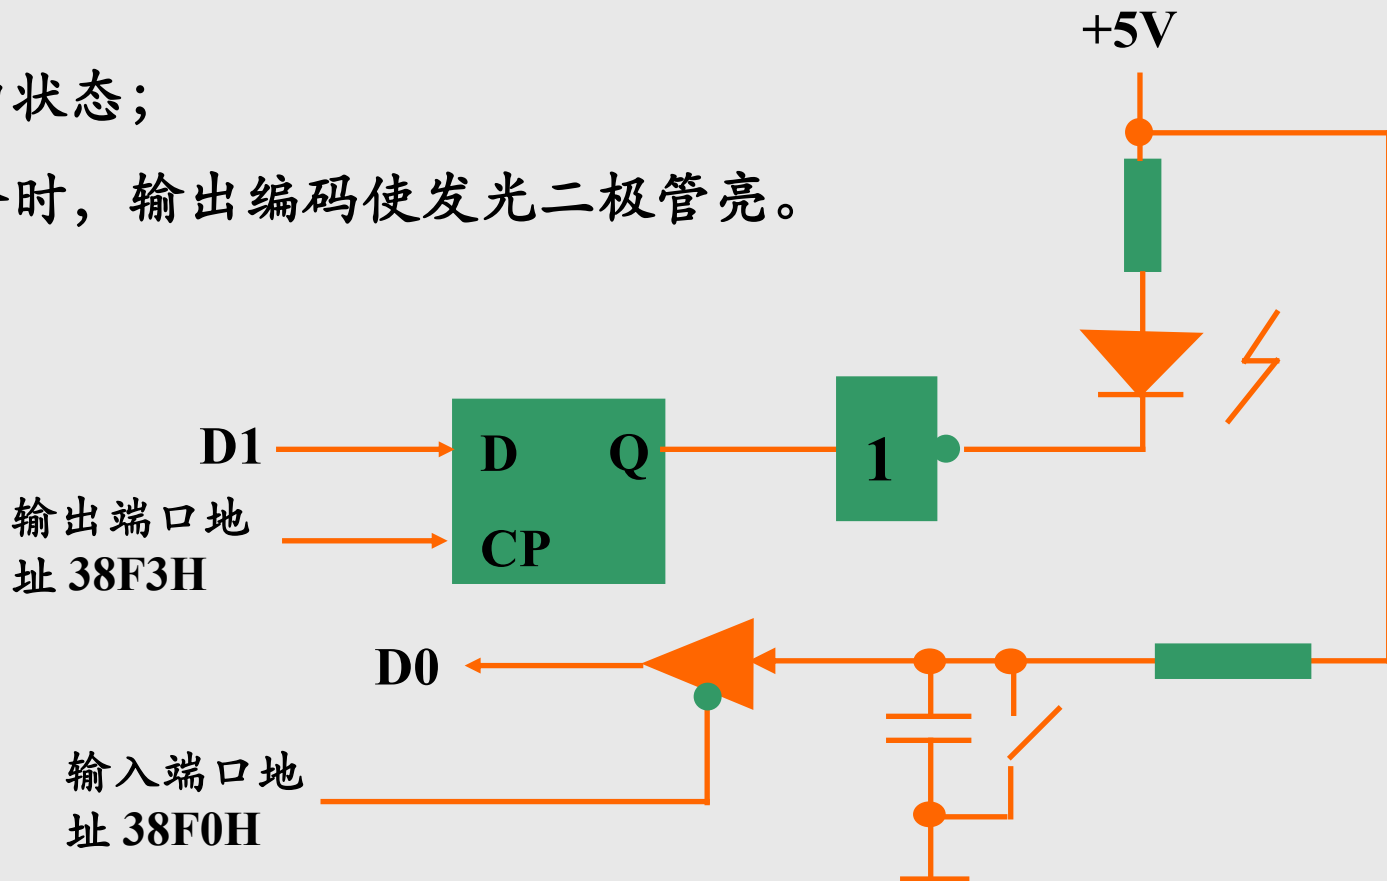 状态；
时，输出编码使发光二极管亮。
+5V
D1
D
Q
1
CP
输出端口地
址 38F3H
D0
输入端口地
址 38F0H